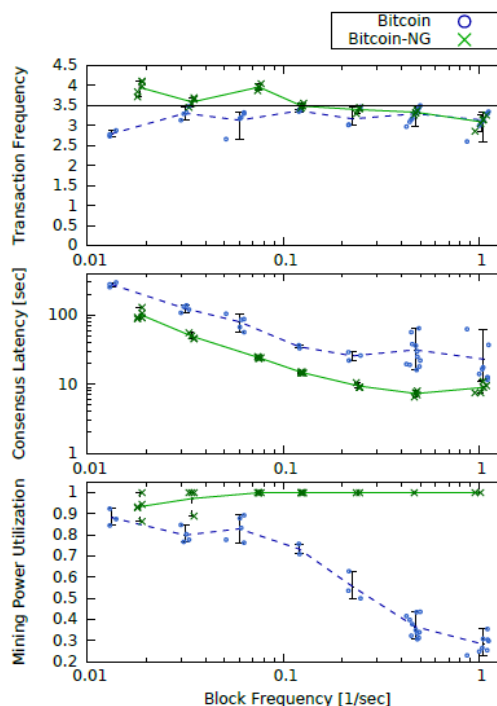 Bitcoin
Bitcoin-NG
Transaction Frequency
4.5
4
3.5
3
2.5
2
1.5
1
0.5
0
0.01 0.1 1
Consensus Latency [sec]
100
10
1
0.01 0.1 1
Mining Power Utilization
1
0.9
0.8
0.7
0.6
0.5
0.4
0.3
0.2
0.01 0.1 1
Block Frequency [1/sec]